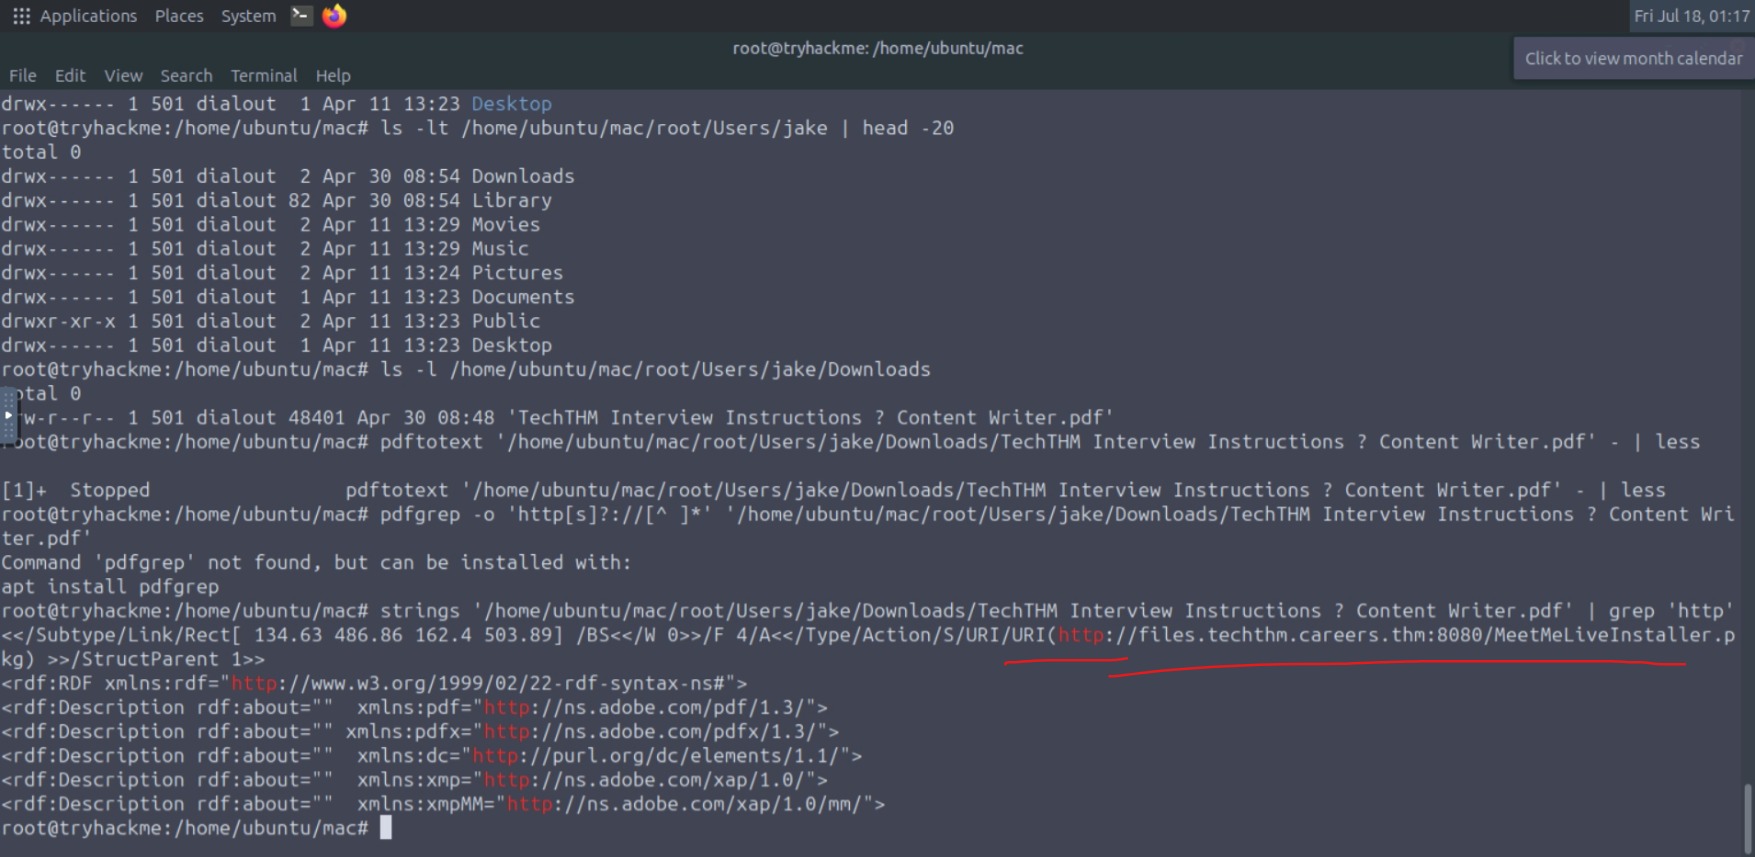 Applications Places System
Fri Jul 18, 01:17
root@tryhackme: /home/ubuntu/mac
Click to view month calendar
File Edit View Search Terminal Help
drwx------ 1 501 dialout  1 Apr 11 13:23 Desktop
root@tryhackme:/home/ubuntu/mac# ls -lt /home/ubuntu/mac/root/Users/jake | head -20
total 0
drwx------ 1 501 dialout  2 Apr 30 08:54 Downloads
drwx------ 1 501 dialout 82 Apr 30 08:54 Library
drwx------ 1 501 dialout  2 Apr 11 13:29 Movies
drwx------ 1 501 dialout  2 Apr 11 13:29 Music
drwx------ 1 501 dialout  2 Apr 11 13:24 Pictures
drwx------ 1 501 dialout  1 Apr 11 13:23 Documents
drwxr-xr-x 1 501 dialout  2 Apr 11 13:23 Public
drwx------ 1 501 dialout  1 Apr 11 13:23 Desktop
root@tryhackme:/home/ubuntu/mac# ls -l /home/ubuntu/mac/root/Users/jake/Downloads
otal 0
rw-r--r-- 1 501 dialout 48401 Apr 30 08:48 'TechTHM Interview Instructions ? Content Writer.pdf'
root@tryhackme:/home/ubuntu/mac# pdftotext '/home/ubuntu/mac/root/Users/jake/Downloads/TechTHM Interview Instructions ? Content Writer.pdf' - | less
[1]+  Stopped                 pdftotext '/home/ubuntu/mac/root/Users/jake/Downloads/TechTHM Interview Instructions ? Content Writer.pdf' - | less
root@tryhackme:/home/ubuntu/mac# pdfgrep -o 'http[s]?://[^ ]*' '/home/ubuntu/mac/root/Users/jake/Downloads/TechTHM Interview Instructions ? Content Wri
ter.pdf'
Command 'pdfgrep' not found, but can be installed with:
apt install pdfgrep
root@tryhackme:/home/ubuntu/mac# strings '/home/ubuntu/mac/root/Users/jake/Downloads/TechTHM Interview Instructions ? Content Writer.pdf' | grep 'http'
<</Subtype/Link/Rect[ 134.63 486.86 162.4 503.89] /BS<</W 0>>/F 4/A<</Type/Action/S/URI/URI(http://files.techthm.careers.thm:8080/MeetMeLiveInstaller.p
kg) >>/StructParent 1>>
<rdf:RDF xmlns:rdf="http://www.w3.org/1999/02/22-rdf-syntax-ns#">
<rdf:Description rdf:about=""  xmlns:pdf="http://ns.adobe.com/pdf/1.3/">
<rdf:Description rdf:about="" xmlns:pdfx="http://ns.adobe.com/pdfx/1.3/">
<rdf:Description rdf:about=""  xmlns:dc="http://purl.org/dc/elements/1.1/">
<rdf:Description rdf:about=""  xmlns:xmp="http://ns.adobe.com/xap/1.0/">
<rdf:Description rdf:about=""  xmlns:xmpMM="http://ns.adobe.com/xap/1.0/mm/">
root@tryhackme:/home/ubuntu/mac#